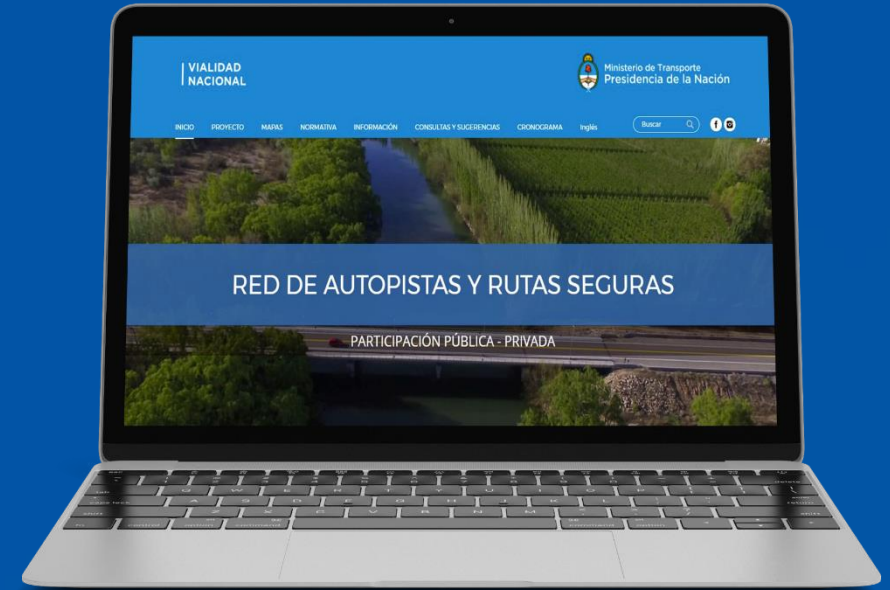 VIALIDAD
NACIONAL
Ministerio de Transporte
Presidencia de la Nación
INICIO PROYECTO MAPAS NORMATIVA INFORMACIÓN CONSULTAS Y SUGERENCIAS CRONOGRAMA Inglés Buscar f
RED DE AUTOPISTAS Y RUTAS SEGURAS
PARTICIPACIÓN PÚBLICA - PRIVADA